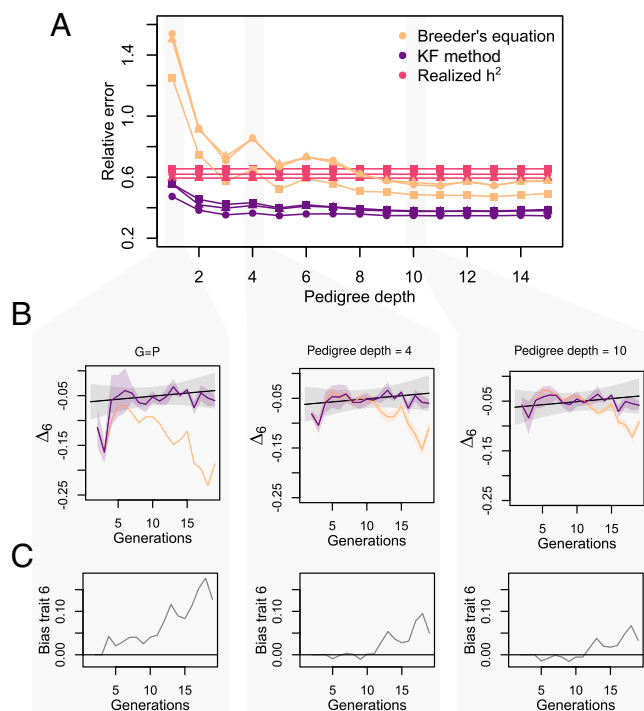 A
Relative error
1.4
1.0
0.6
0.2
Breeder's equation
KF method
Realized h²
2 4 6 8 10 12 14
Pedigree depth
B
G=P
Pedigree depth = 4
Pedigree depth = 10
Δ₆
-0.05
-0.15
-0.25
5 10 15
Generations
Δ₆
-0.05
-0.15
-0.25
5 10 15
Generations
Δ₆
-0.05
-0.15
-0.25
5 10 15
Generations
C
Bias trait 6
0.10
0.00
5 10 15
Generations
Bias trait 6
0.10
0.00
5 10 15
Generations
Bias trait 6
0.10
0.00
5 10 15
Generations